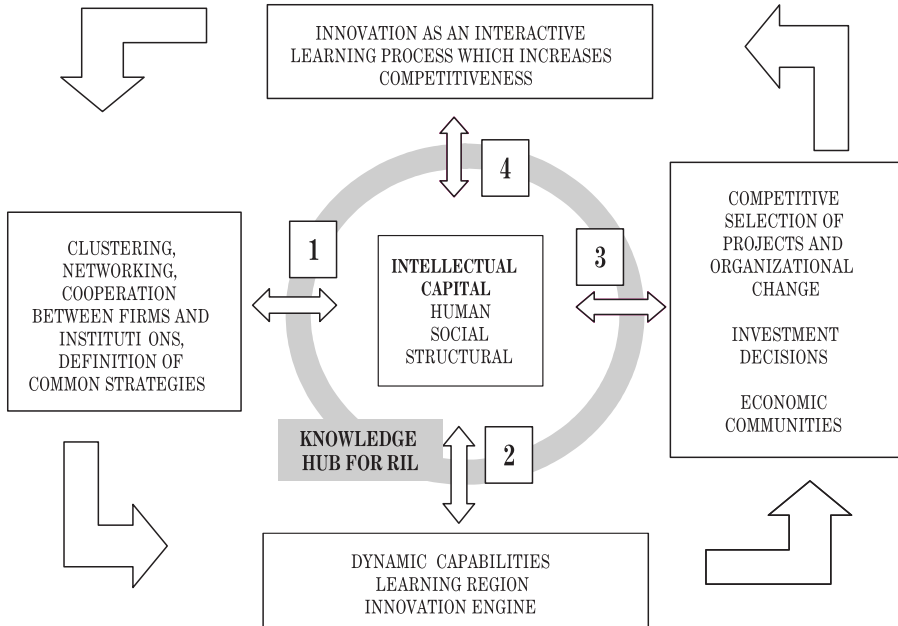 INNOVATION AS AN INTERACTIVE
LEARNING PROCESS WHICH INCREASES
COMPETITIVENESS
4
1
CLUSTERING,
NETWORKING,
COOPERATION
BETWEEN FIRMS AND
INSTITUTI ONS,
DEFINITION OF
COMMON STRATEGIES
INTELLECTUAL
CAPITAL
HUMAN
SOCIAL
STRUCTURAL
3
COMPETITIVE
SELECTION OF
PROJECTS AND
ORGANIZATIONAL
CHANGE
INVESTMENT
DECISIONS
ECONOMIC
COMMUNITIES
KNOWLEDGE
HUB FOR RIL
2
DYNAMIC CAPABILITIES
LEARNING REGION
INNOVATION ENGINE